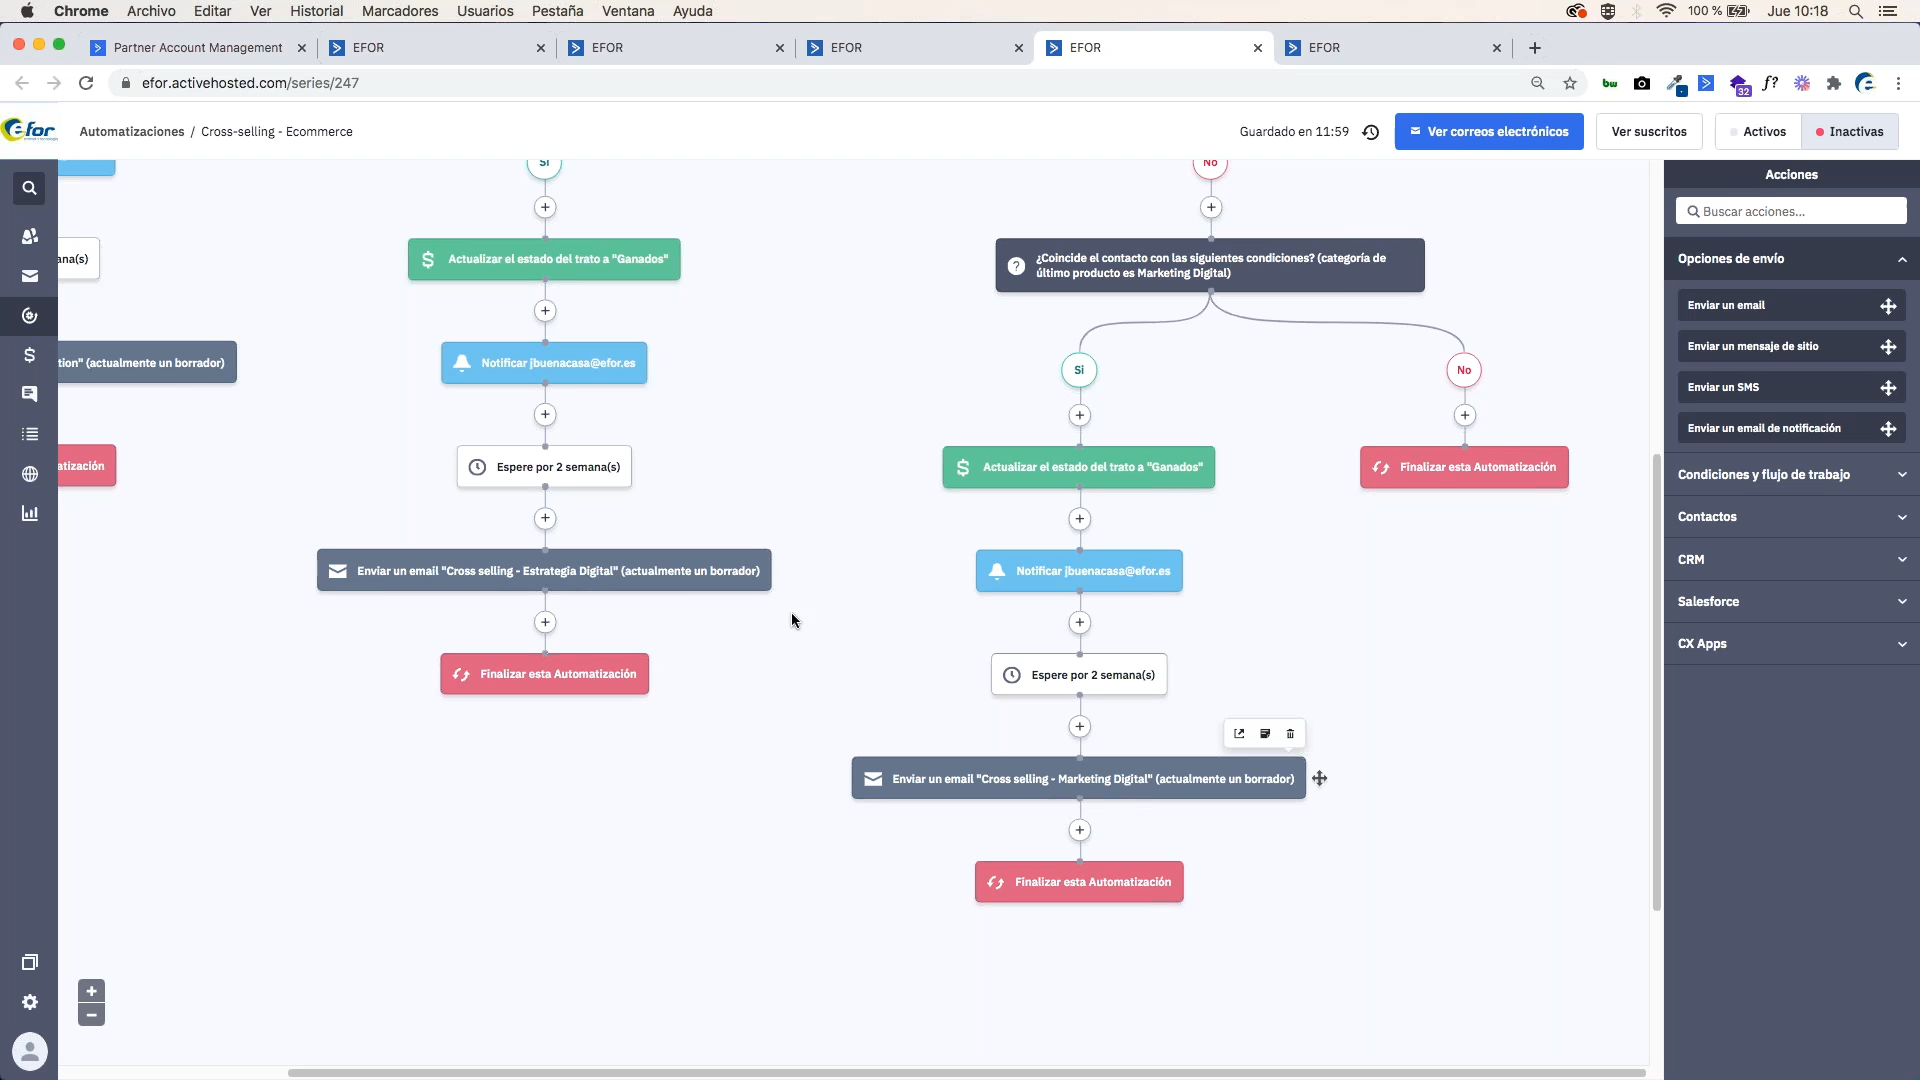 Chrome Archivo Editar Ver Historial Marcadores Usuarios Pestaña Ventana Ayuda 100 % Jue 10:18
Partner Account Management EFOR EFOR EFOR EFOR EFOR
efor.activehosted.com/series/247
bw 32 f?
efor
Automatizaciones / Cross-selling - Ecommerce
Guardado en 11:59
Ver correos electrónicos
Ver suscritos
Activos
Inactivas
Si
No
Acciones
Buscar acciones...
Opciones de envío
Enviar un email
Enviar un mensaje de sitio
Enviar un SMS
Enviar un email de notificación
Condiciones y flujo de trabajo
Contactos
CRM
Salesforce
CX Apps
ana(s)
tion" (actualmente un borrador)
atización
Actualizar el estado del trato a "Ganados"
Notificar jbuenacasa@efor.es
Espere por 2 semana(s)
Enviar un email "Cross selling - Estrategia Digital" (actualmente un borrador)
Finalizar esta Automatización
¿Coincide el contacto con las siguientes condiciones? (categoría de
último producto es Marketing Digital)
Si
No
Actualizar el estado del trato a "Ganados"
Finalizar esta Automatización
Notificar jbuenacasa@efor.es
Espere por 2 semana(s)
Enviar un email "Cross selling - Marketing Digital" (actualmente un borrador)
Finalizar esta Automatización